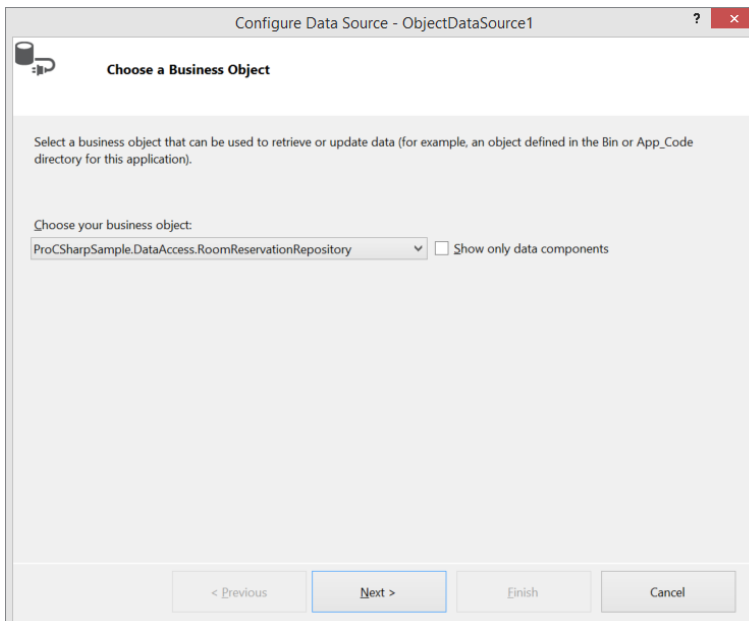 Configure Data Source - ObjectDataSource1
?
Choose a Business Object
Select a business object that can be used to retrieve or update data (for example, an object defined in the Bin or App_Code
directory for this application).
Choose your business object:
ProCSharpSample.DataAccess.RoomReservationRepository
Show only data components
< Previous
Next >
Finish
Cancel